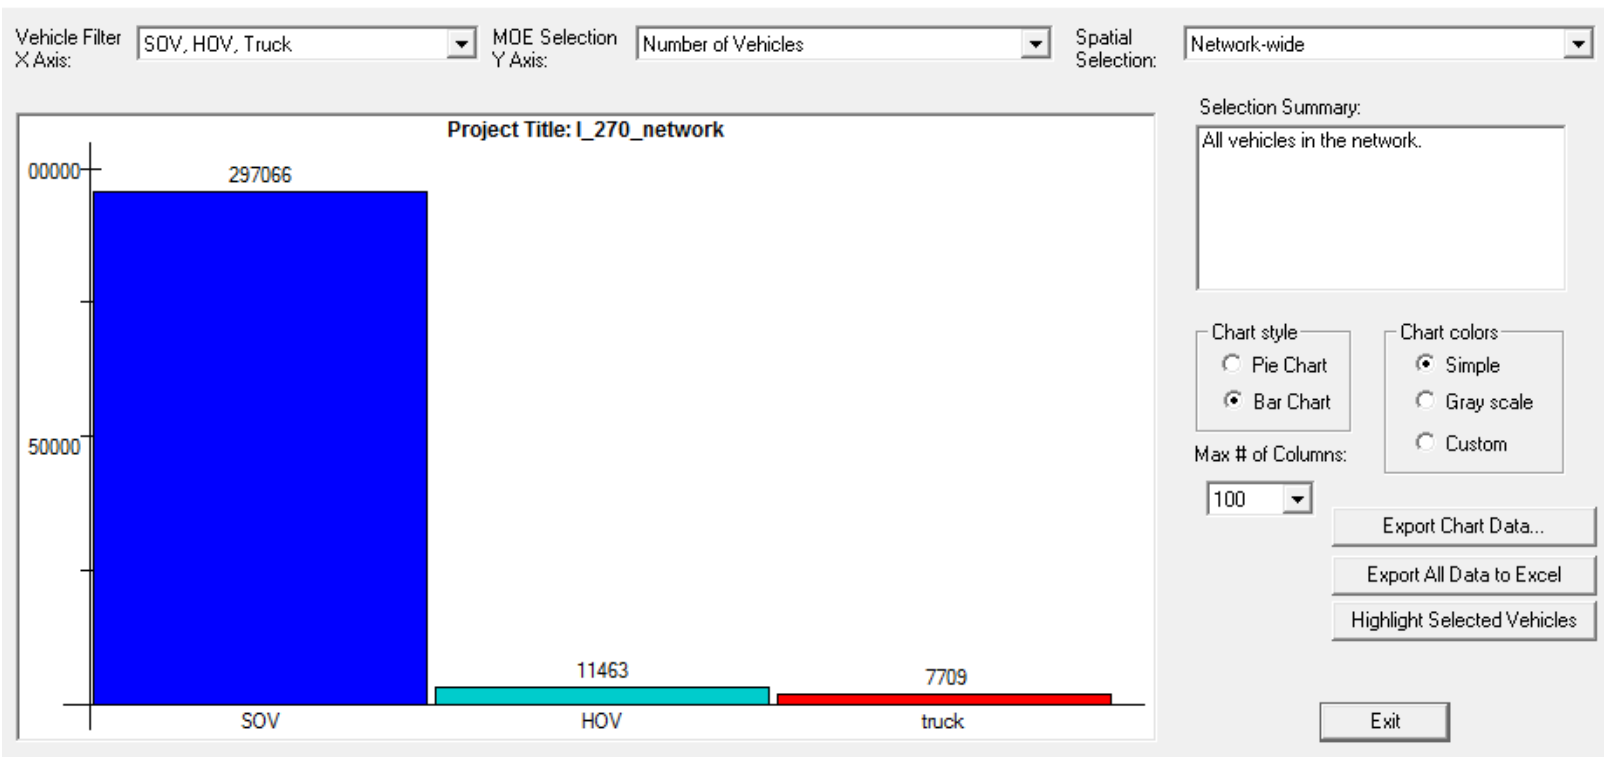 Vehicle Filter
X Axis:
SOV, HOV, Truck
MOE Selection
Y Axis:
Number of Vehicles
Spatial
Selection:
Network-wide
Project Title: I_270_network
00000
50000
297066
11463
7709
SOV
HOV
truck
Selection Summary:
All vehicles in the network.
Chart style
Pie Chart
Bar Chart
Chart colors
Simple
Gray scale
Custom
Max # of Columns:
100
Export Chart Data...
Export All Data to Excel
Highlight Selected Vehicles
Exit